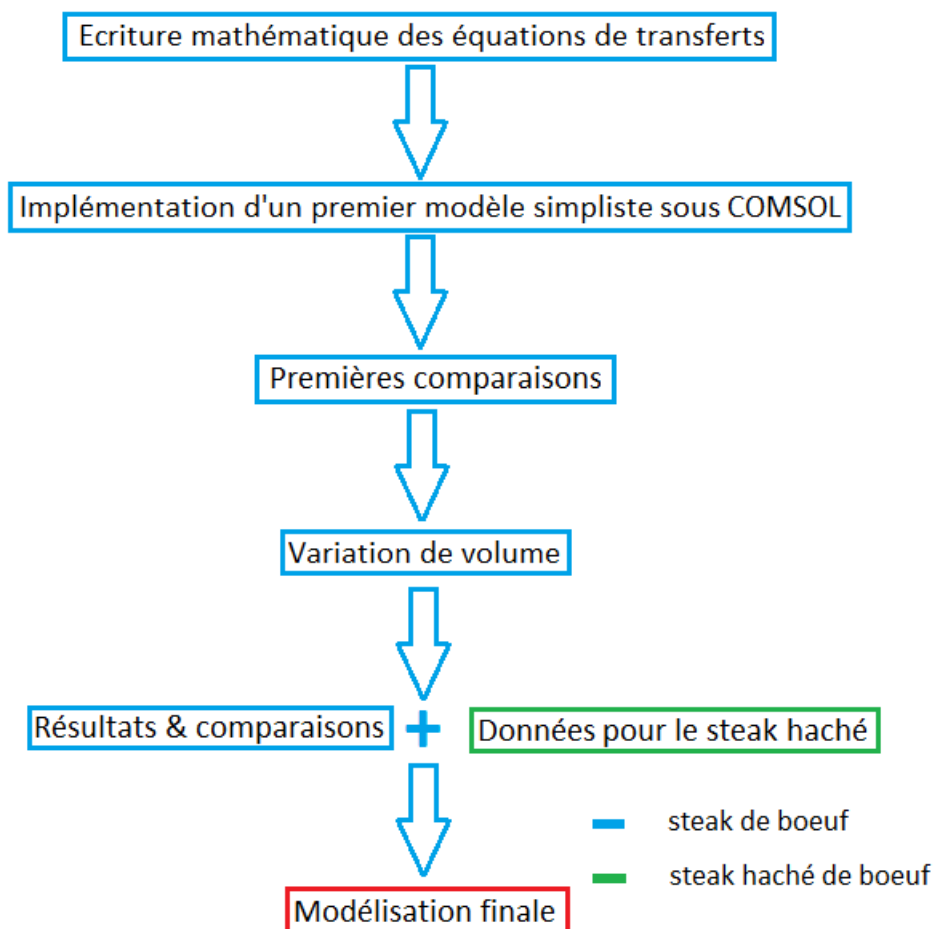 Ecriture mathématique des équations de transferts
Implémentation d'un premier modèle simpliste sous COMSOL
Premières comparaisons
Variation de volume
Résultats & comparaisons + Données pour le steak haché
steak de boeuf
steak haché de boeuf
Modélisation finale